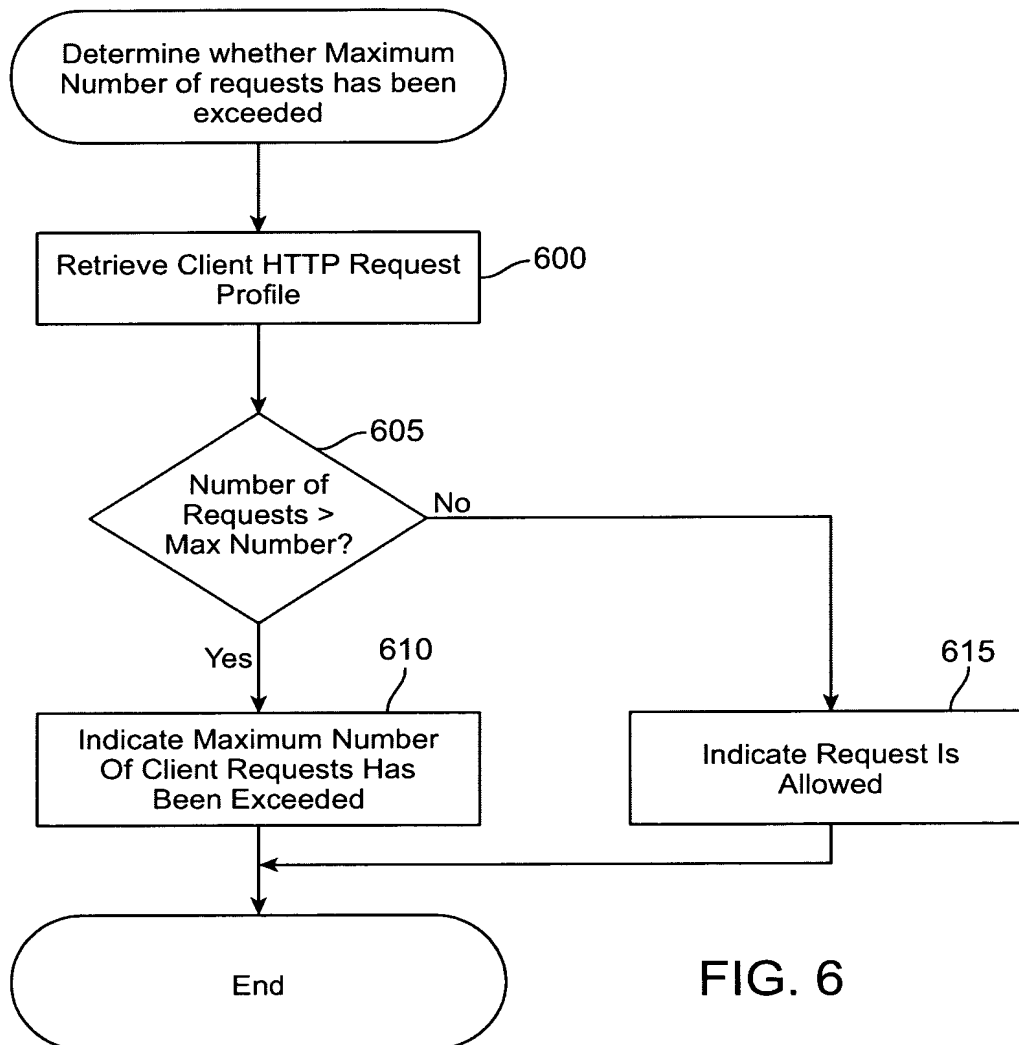 Determine whether Maximum
Number of requests has been
exceeded
Retrieve Client HTTP Request
Profile
600
605
Number of
Requests >
Max Number?
No
Yes
610
615
Indicate Maximum Number
Of Client Requests Has
Been Exceeded
Indicate Request Is
Allowed
End
FIG. 6